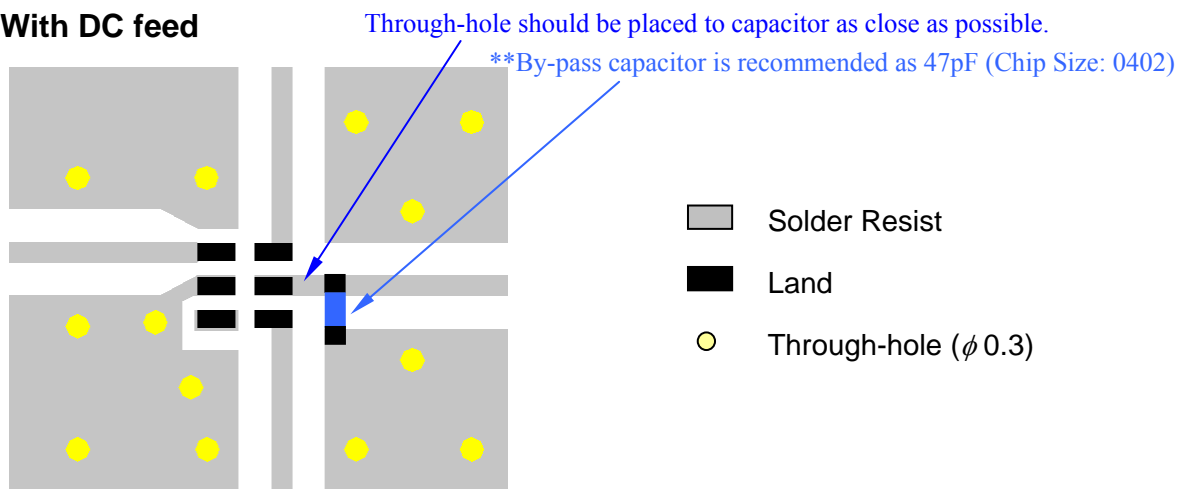 With DC feed
Through-hole should be placed to capacitor as close as possible.
**By-pass capacitor is recommended as 47pF (Chip Size: 0402)
Solder Resist
Land
Through-hole (ϕ 0.3)